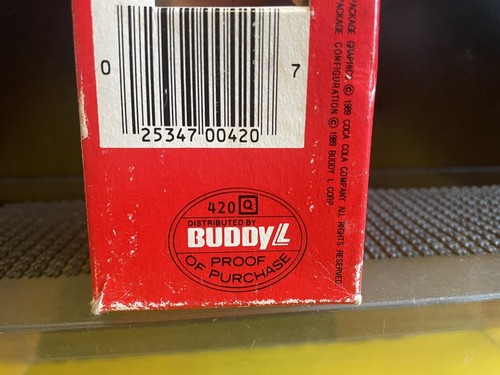 0 25347 00420 7
420 Q
DISTRIBUTED BY
BUDDY L
PROOF
OF PURCHASE
PACKAGE GRAPHICS © 1989 COCA COLA COMPANY ALL RIGHTS RESERVED
PACKAGE CONFIGURATION © 1989 BUDDY L CORP.